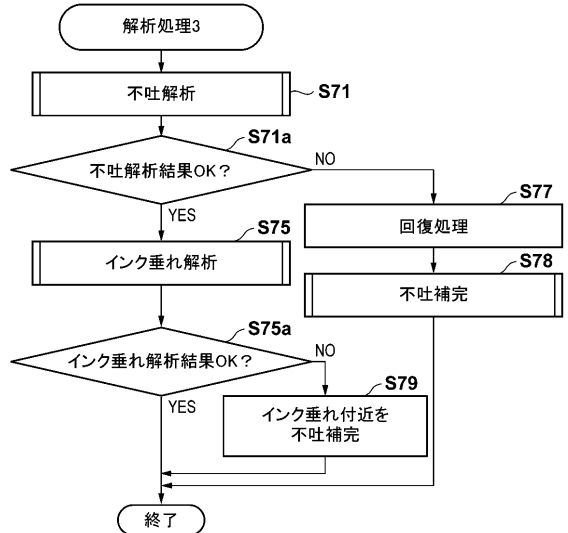 解析処理3
不吐解析
S71
S71a
不吐解析結果OK？
NO
YES
S77
回復処理
S75
インク垂れ解析
S78
不吐補完
S75a
インク垂れ解析結果OK？
NO
YES
S79
インク垂れ付近を
不吐補完
終了